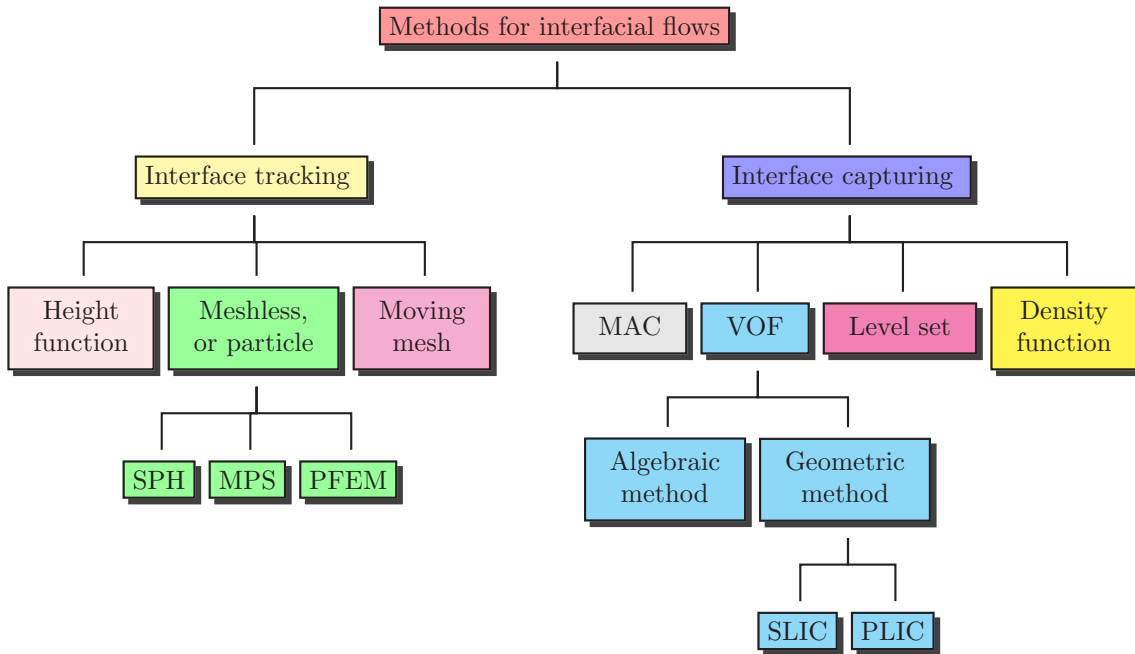 Methods for interfacial flows
Interface tracking
Interface capturing
Height
function
Meshless,
or particle
Moving
mesh
MAC
VOF
Level set
Density
function
SPH
MPS
PFEM
Algebraic
method
Geometric
method
SLIC
PLIC